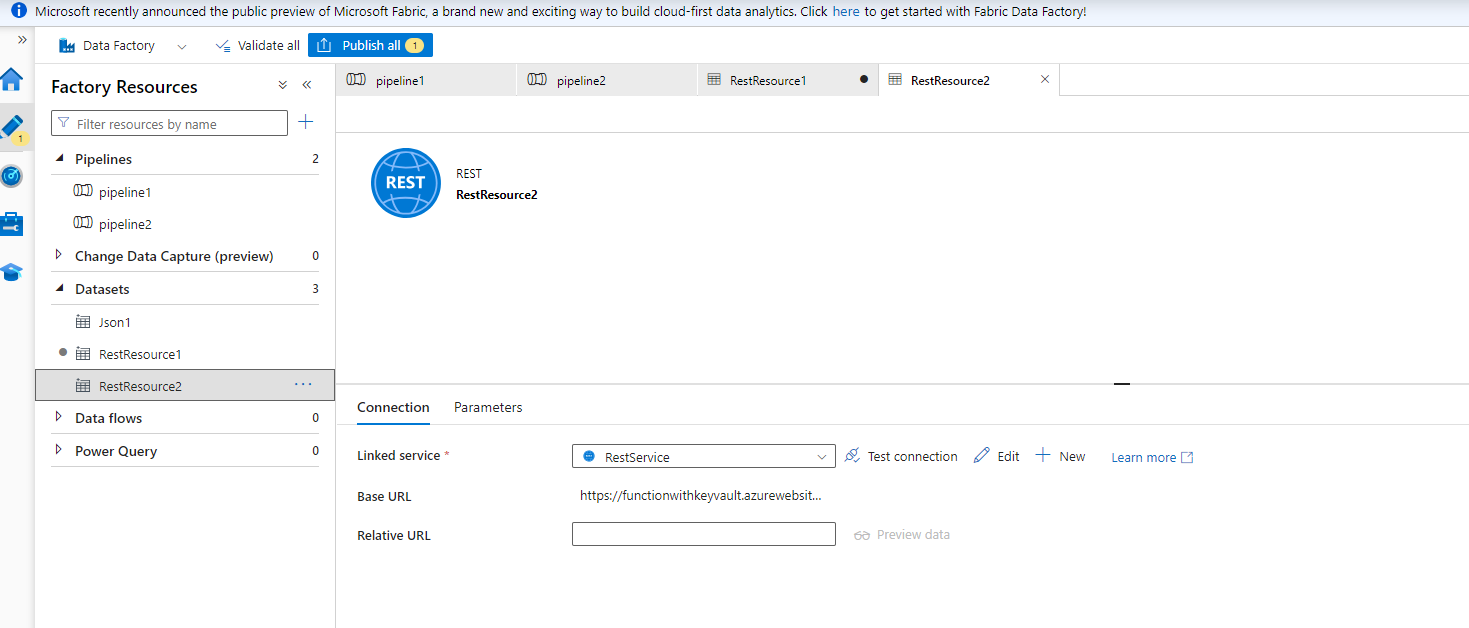 Microsoft recently announced the public preview of Microsoft Fabric, a brand new and exciting way to build cloud-first data analytics. Click here to get started with Fabric Data Factory!
Data Factory Validate all Publish all 1
Factory Resources
Filter resources by name
1
Pipelines 2
pipeline1
pipeline2
Change Data Capture (preview) 0
Datasets 3
Json1
RestResource1
RestResource2 ...
Data flows 0
Power Query 0
pipeline1 pipeline2 RestResource1 RestResource2
REST
REST
RestResource2
Connection Parameters
Linked service * RestService Test connection Edit New Learn more
Base URL https://functionwithkeyvault.azurewebsit...
Relative URL Preview data